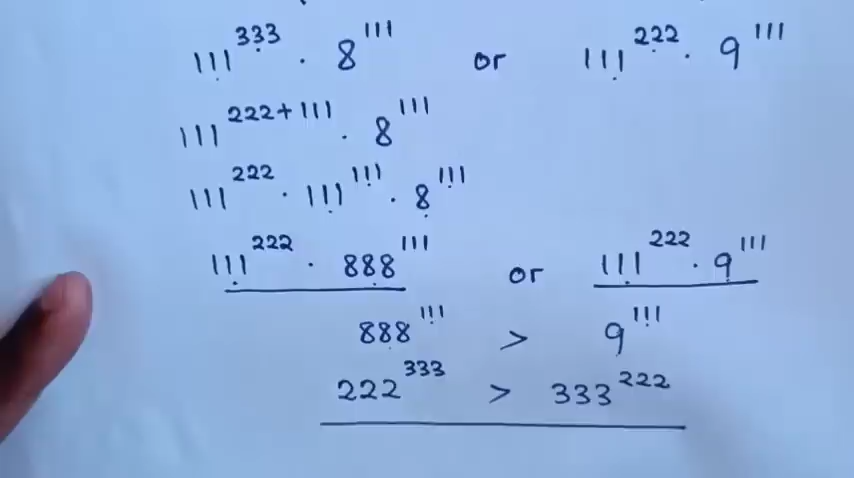 111^333 · 8^111 or 111^222 · 9^111
111^222+111 · 8^111
111^222 · 111^111 · 8^111
111^222 · 888^111 or 111^222 · 9^111
888^111 > 9^111
222^333 > 333^222